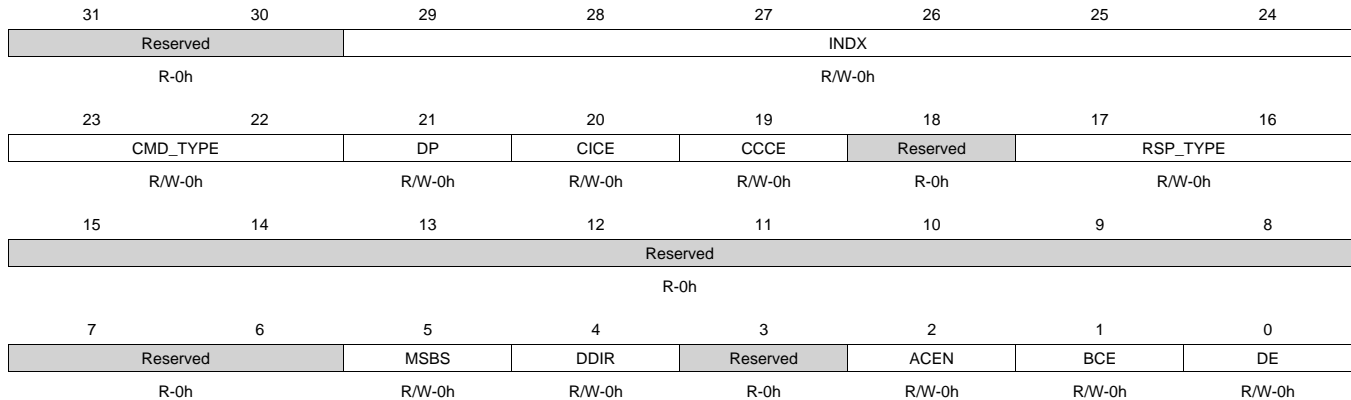 31 30 29 28 27 26 25 24
Reserved INDX
R-0h R/W-0h
23 22 21 20 19 18 17 16
CMD_TYPE DP CICE CCCE Reserved RSP_TYPE
R/W-0h R/W-0h R/W-0h R/W-0h R-0h R/W-0h
15 14 13 12 11 10 9 8
Reserved
R-0h
7 6 5 4 3 2 1 0
Reserved MSBS DDIR Reserved ACEN BCE DE
R-0h R/W-0h R/W-0h R-0h R/W-0h R/W-0h R/W-0h